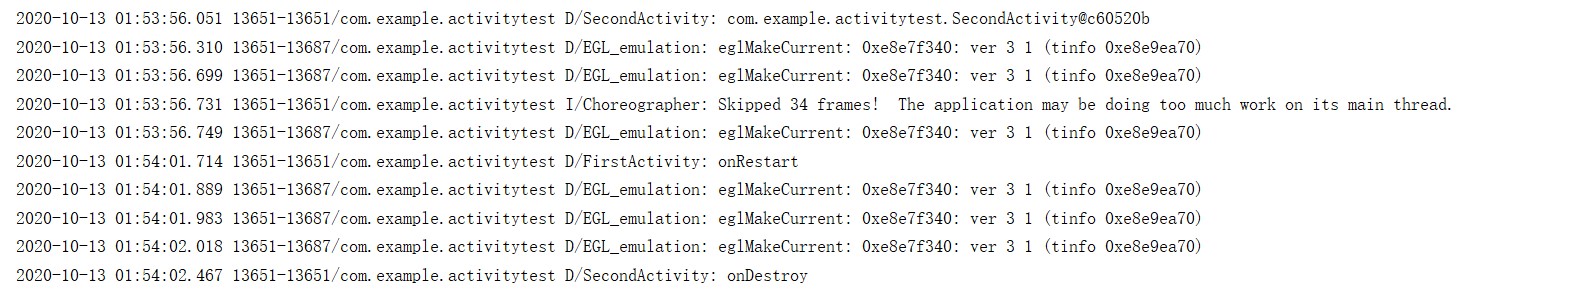 2020-10-13 01:53:56.051 13651-13651/com.example.activitytest D/SecondActivity: com.example.activitytest.SecondActivity@c60520b
2020-10-13 01:53:56.310 13651-13687/com.example.activitytest D/EGL_emulation: eglMakeCurrent: 0xe8e7f340: ver 3 1 (tinfo 0xe8e9ea70)
2020-10-13 01:53:56.699 13651-13687/com.example.activitytest D/EGL_emulation: eglMakeCurrent: 0xe8e7f340: ver 3 1 (tinfo 0xe8e9ea70)
2020-10-13 01:53:56.731 13651-13651/com.example.activitytest I/Choreographer: Skipped 34 frames!  The application may be doing too much work on its main thread.
2020-10-13 01:53:56.749 13651-13687/com.example.activitytest D/EGL_emulation: eglMakeCurrent: 0xe8e7f340: ver 3 1 (tinfo 0xe8e9ea70)
2020-10-13 01:54:01.714 13651-13651/com.example.activitytest D/FirstActivity: onRestart
2020-10-13 01:54:01.889 13651-13687/com.example.activitytest D/EGL_emulation: eglMakeCurrent: 0xe8e7f340: ver 3 1 (tinfo 0xe8e9ea70)
2020-10-13 01:54:01.983 13651-13687/com.example.activitytest D/EGL_emulation: eglMakeCurrent: 0xe8e7f340: ver 3 1 (tinfo 0xe8e9ea70)
2020-10-13 01:54:02.018 13651-13687/com.example.activitytest D/EGL_emulation: eglMakeCurrent: 0xe8e7f340: ver 3 1 (tinfo 0xe8e9ea70)
2020-10-13 01:54:02.467 13651-13651/com.example.activitytest D/SecondActivity: onDestroy